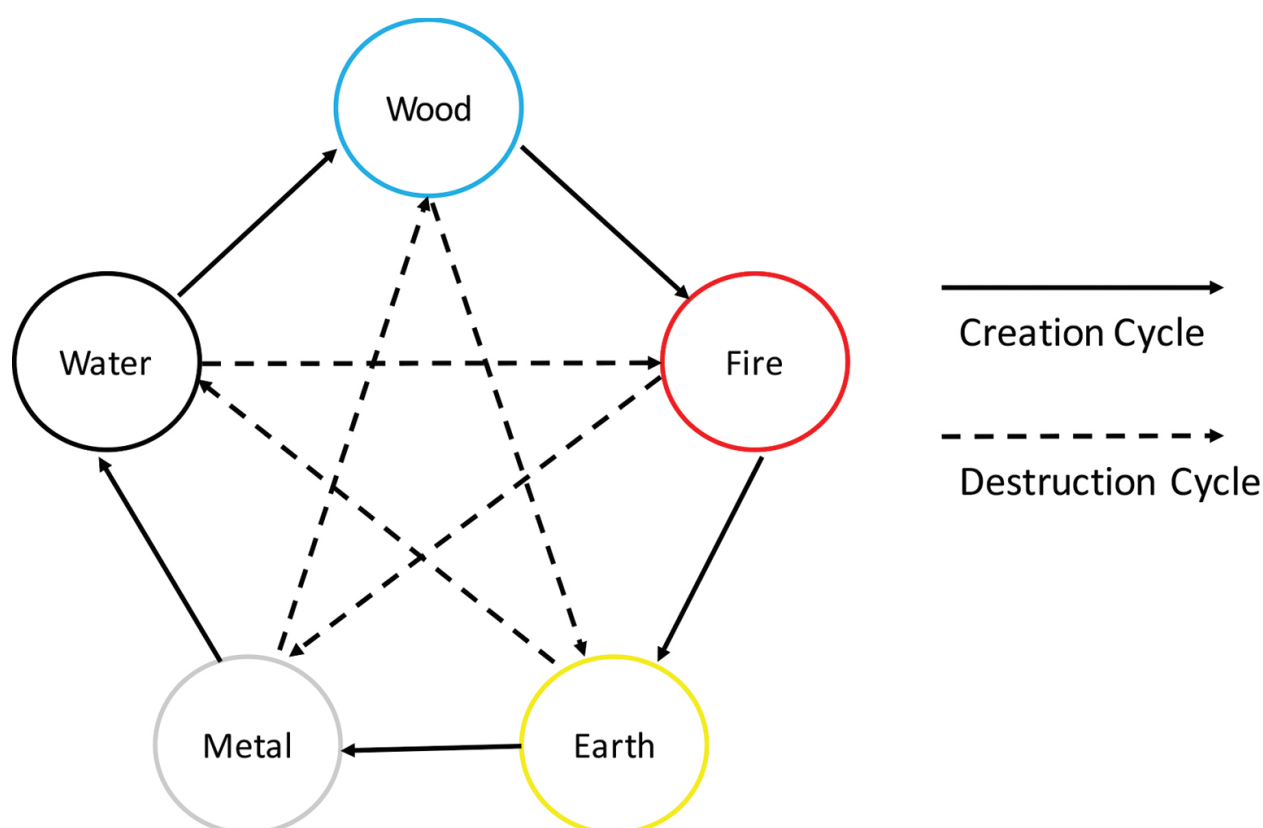 Wood
Water
Fire
Creation Cycle
Destruction Cycle
Metal
Earth